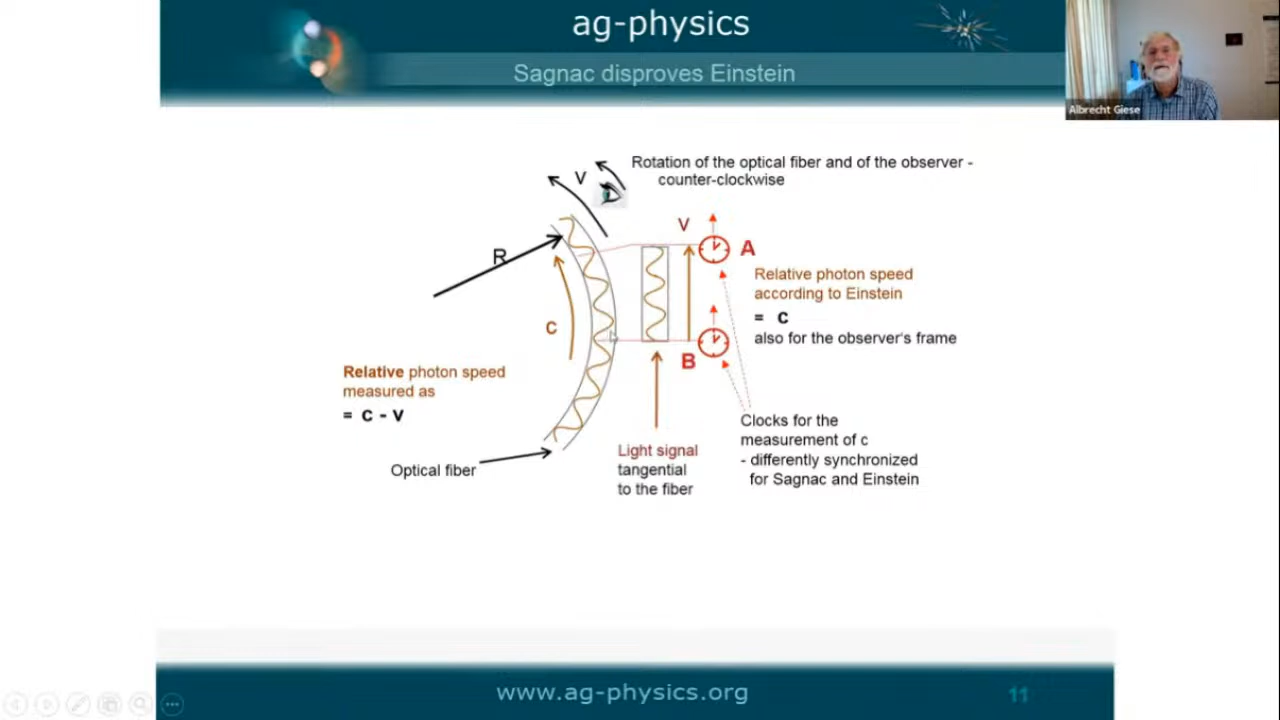 ag-physics
Sagnac disproves Einstein
Albrecht Giese
Rotation of the optical fiber and of the observer -
counter-clockwise
V
R
V
A
Relative photon speed
according to Einstein
= c
also for the observer's frame
C
B
Relative photon speed
measured as
= c - v
Optical fiber
Light signal
tangential
to the fiber
Clocks for the
measurement of c
- differently synchronized
for Sagnac and Einstein
www.ag-physics.org
11